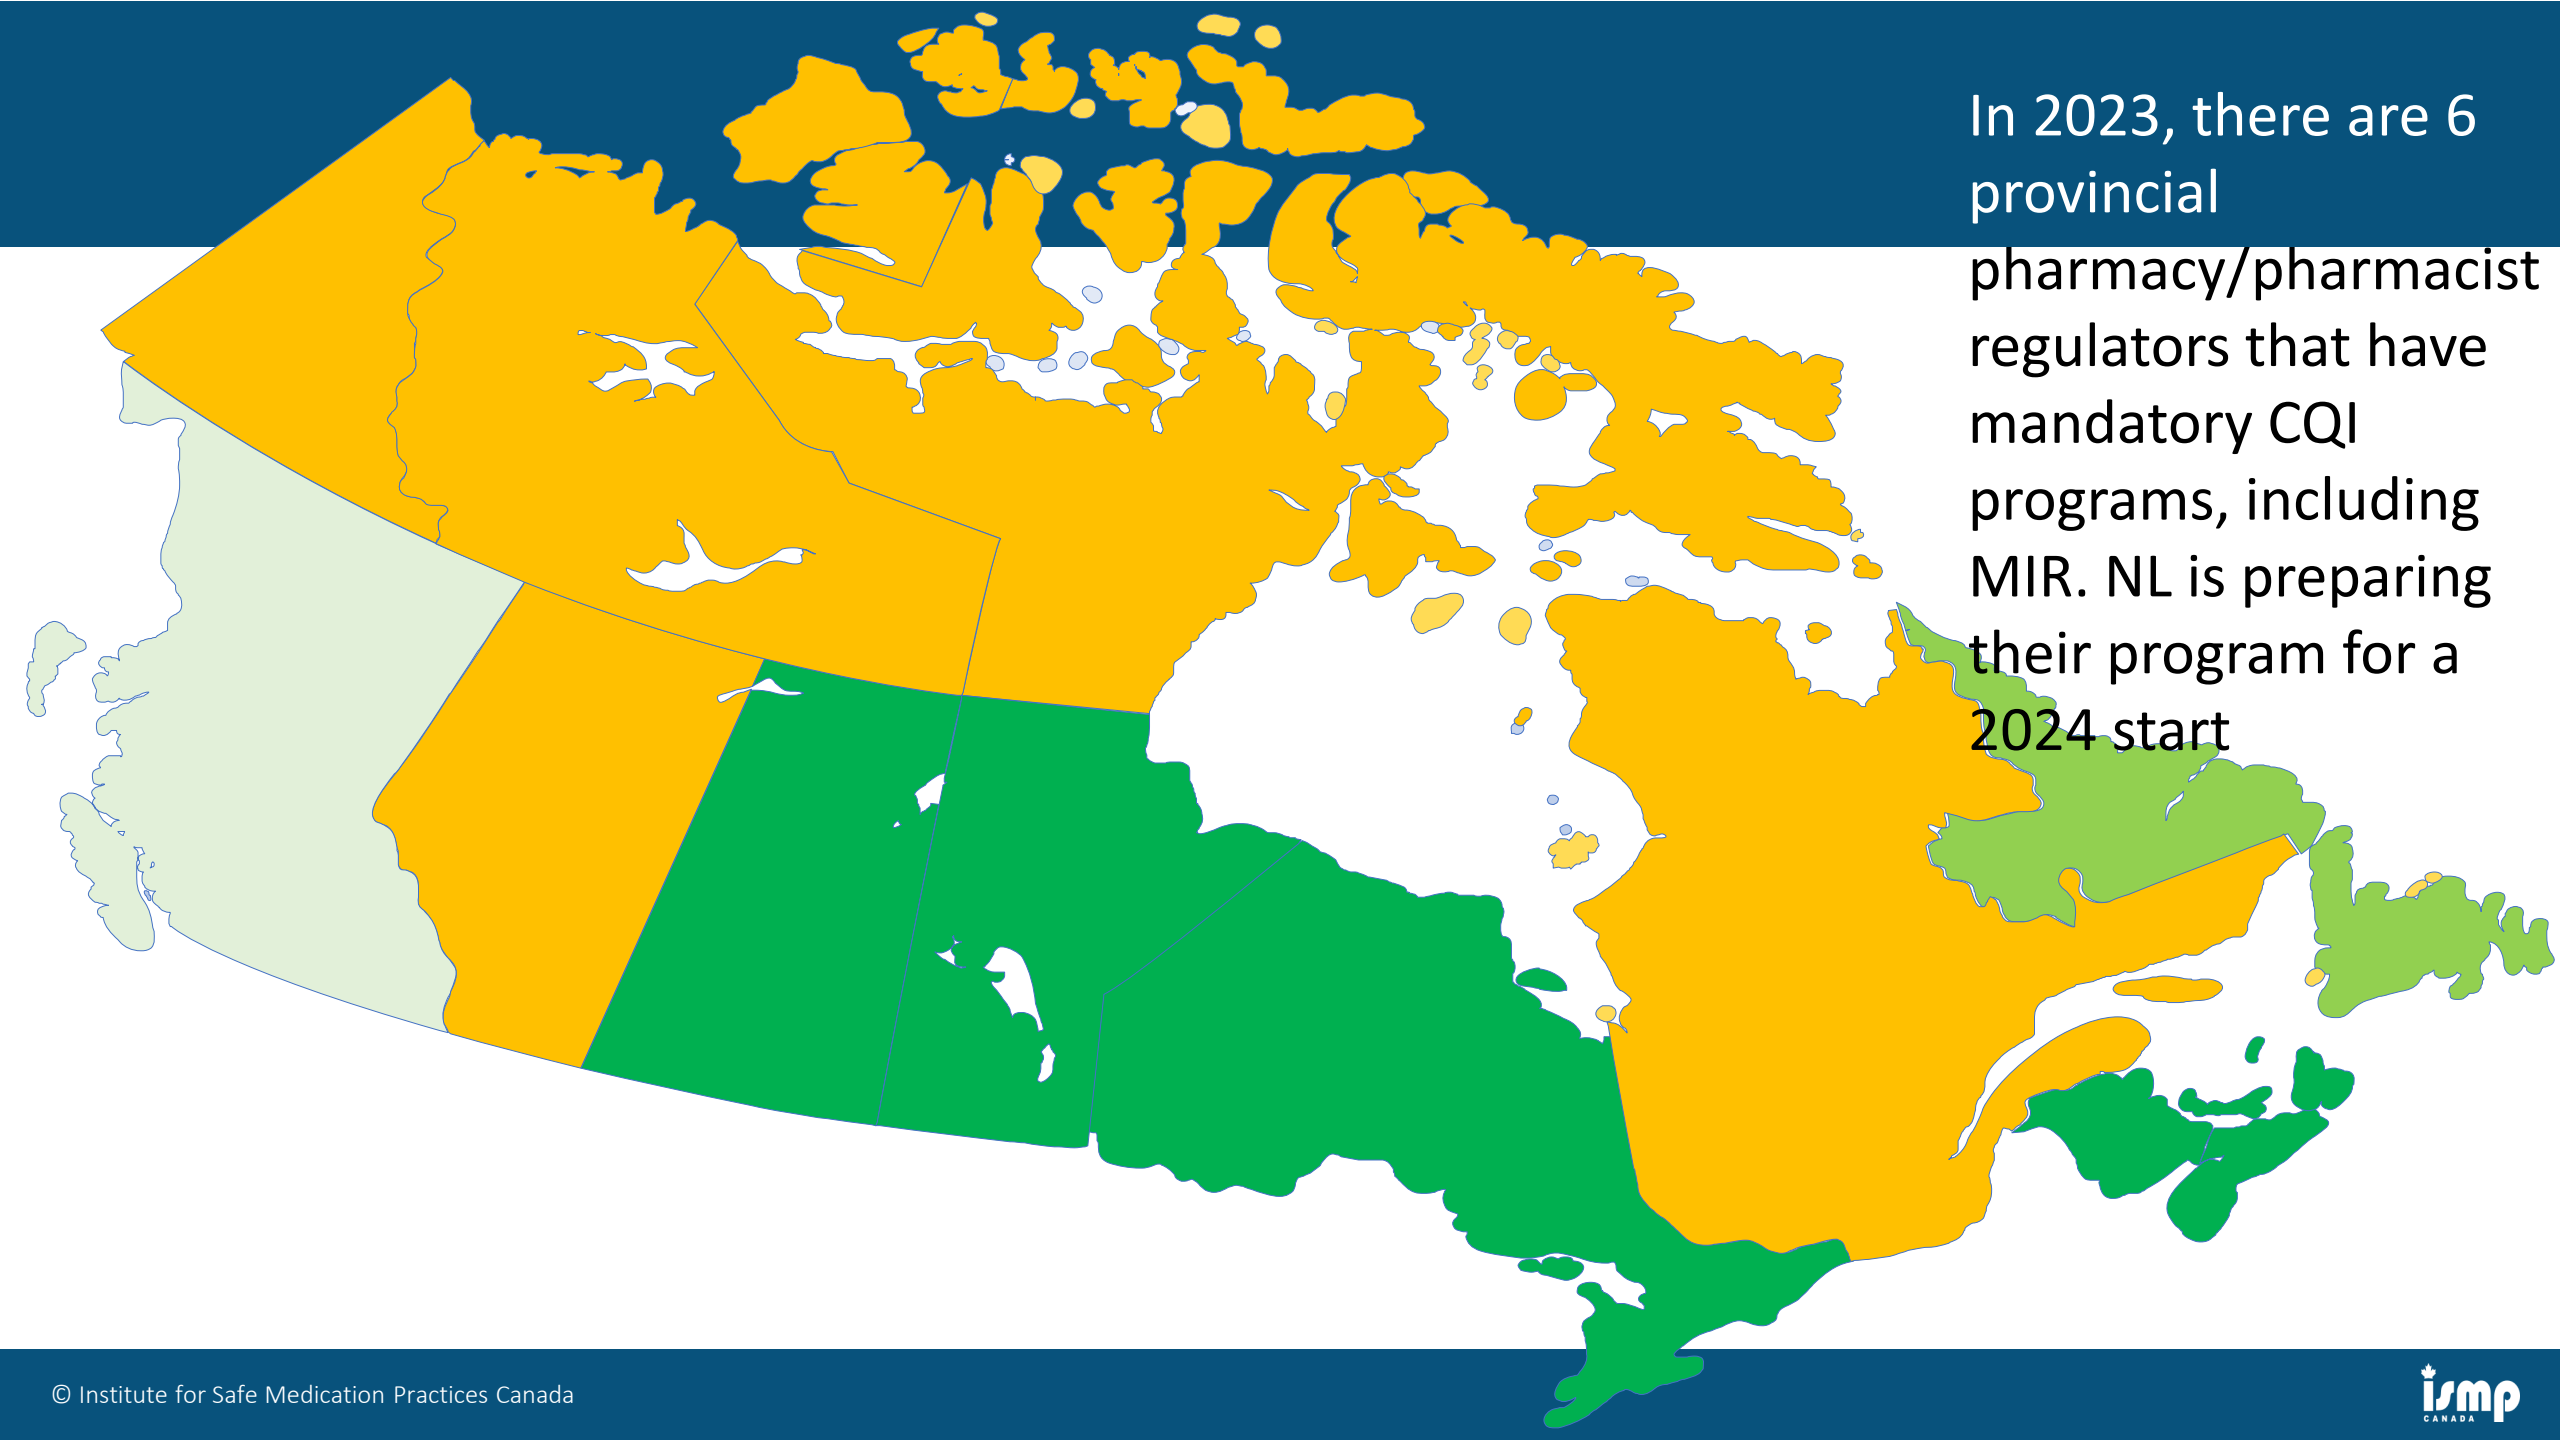 In 2023, there are 6
provincial
pharmacy/pharmacist
regulators that have
mandatory CQI
programs, including
MIR. NL is preparing
their program for a
2024 start
© Institute for Safe Medication Practices Canada
ismp
CANADA